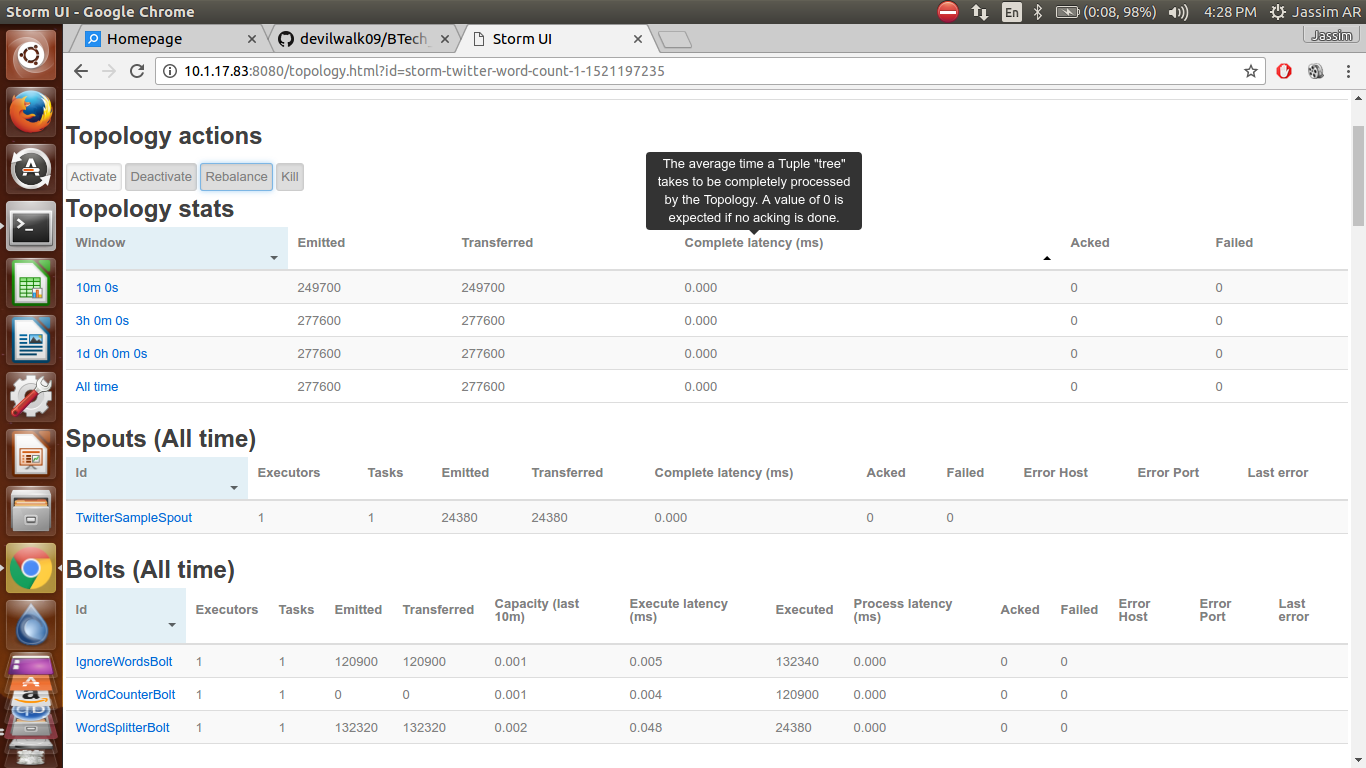 Storm UI - Google Chrome
En
(0:08, 98%)
4:28 PM
Jassim AR
Homepage
devilwalk09/BTech
Storm UI
Jassim
10.1.17.83:8080/topology.html?id=storm-twitter-word-count-1-1521197235
Topology actions
Activate Deactivate Rebalance Kill
The average time a Tuple "tree"
takes to be completely processed
by the Topology. A value of 0 is
expected if no acking is done.
Topology stats
Window Emitted Transferred Complete latency (ms) Acked Failed
10m 0s 249700 249700 0.000 0 0
3h 0m 0s 277600 277600 0.000 0 0
1d 0h 0m 0s 277600 277600 0.000 0 0
All time 277600 277600 0.000 0 0
Spouts (All time)
Id Executors Tasks Emitted Transferred Complete latency (ms) Acked Failed Error Host Error Port Last error
TwitterSampleSpout 1 1 24380 24380 0.000 0 0
Bolts (All time)
Id Executors Tasks Emitted Transferred Capacity (last 10m) Execute latency (ms) Executed Process latency (ms) Acked Failed Error Host Error Port Last error
IgnoreWordsBolt 1 1 120900 120900 0.001 0.005 132340 0.000 0 0
WordCounterBolt 1 1 0 0 0.001 0.004 120900 0.000 0 0
WordSplitterBolt 1 1 132320 132320 0.002 0.048 24380 0.000 0 0